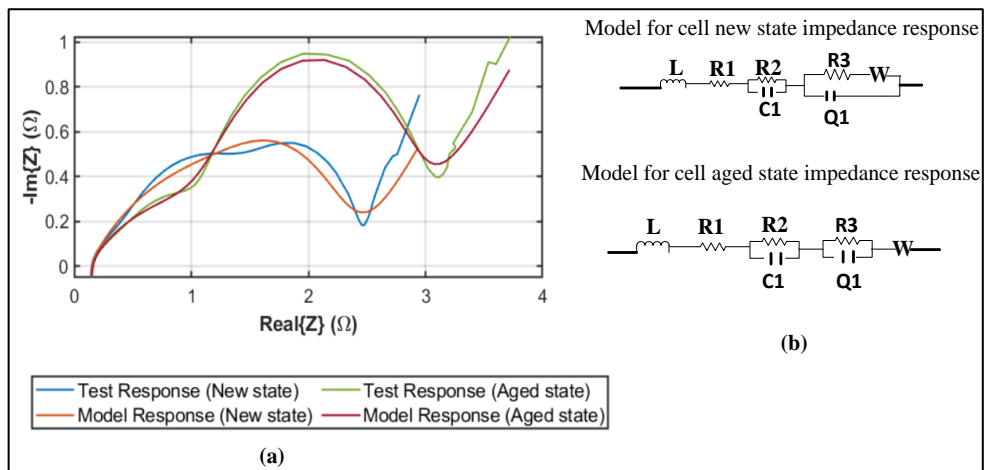 1
0.8
0.6
0.4
0.2
0
-Im{Z} (Ω)
0 1 2 3 4
Real{Z} (Ω)
Test Response (New state) Test Response (Aged state)
Model Response (New state) Model Response (Aged state)
(a)
Model for cell new state impedance response
L R1 R2 R3 W
C1 Q1
Model for cell aged state impedance response
L R1 R2 R3 W
C1 Q1
(b)